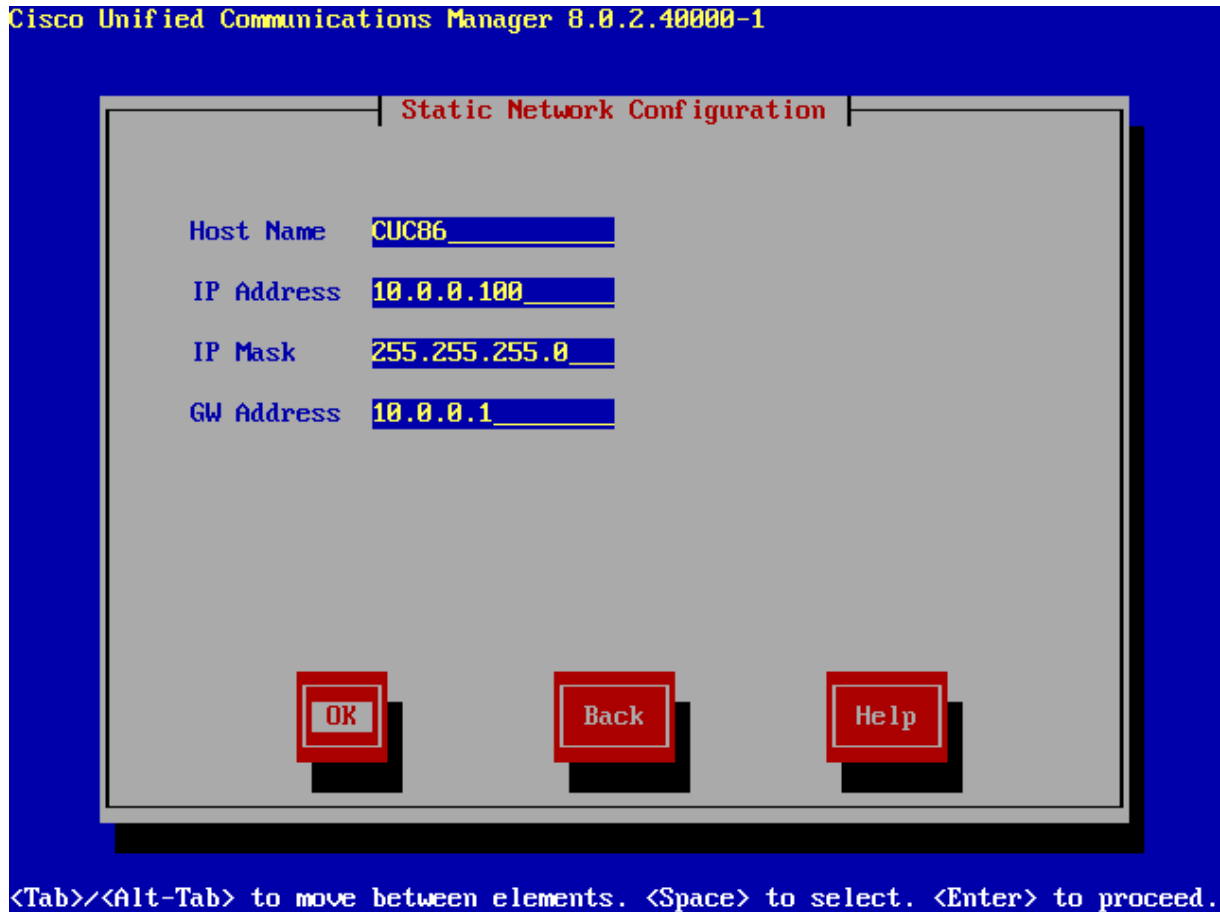 Cisco Unified Communications Manager 8.0.2.40000-1
Static Network Configuration
Host Name CUC86
IP Address 10.0.0.100
IP Mask 255.255.255.0
GW Address 10.0.0.1
OK Back Help
<Tab>/<Alt-Tab> to move between elements. <Space> to select. <Enter> to proceed.